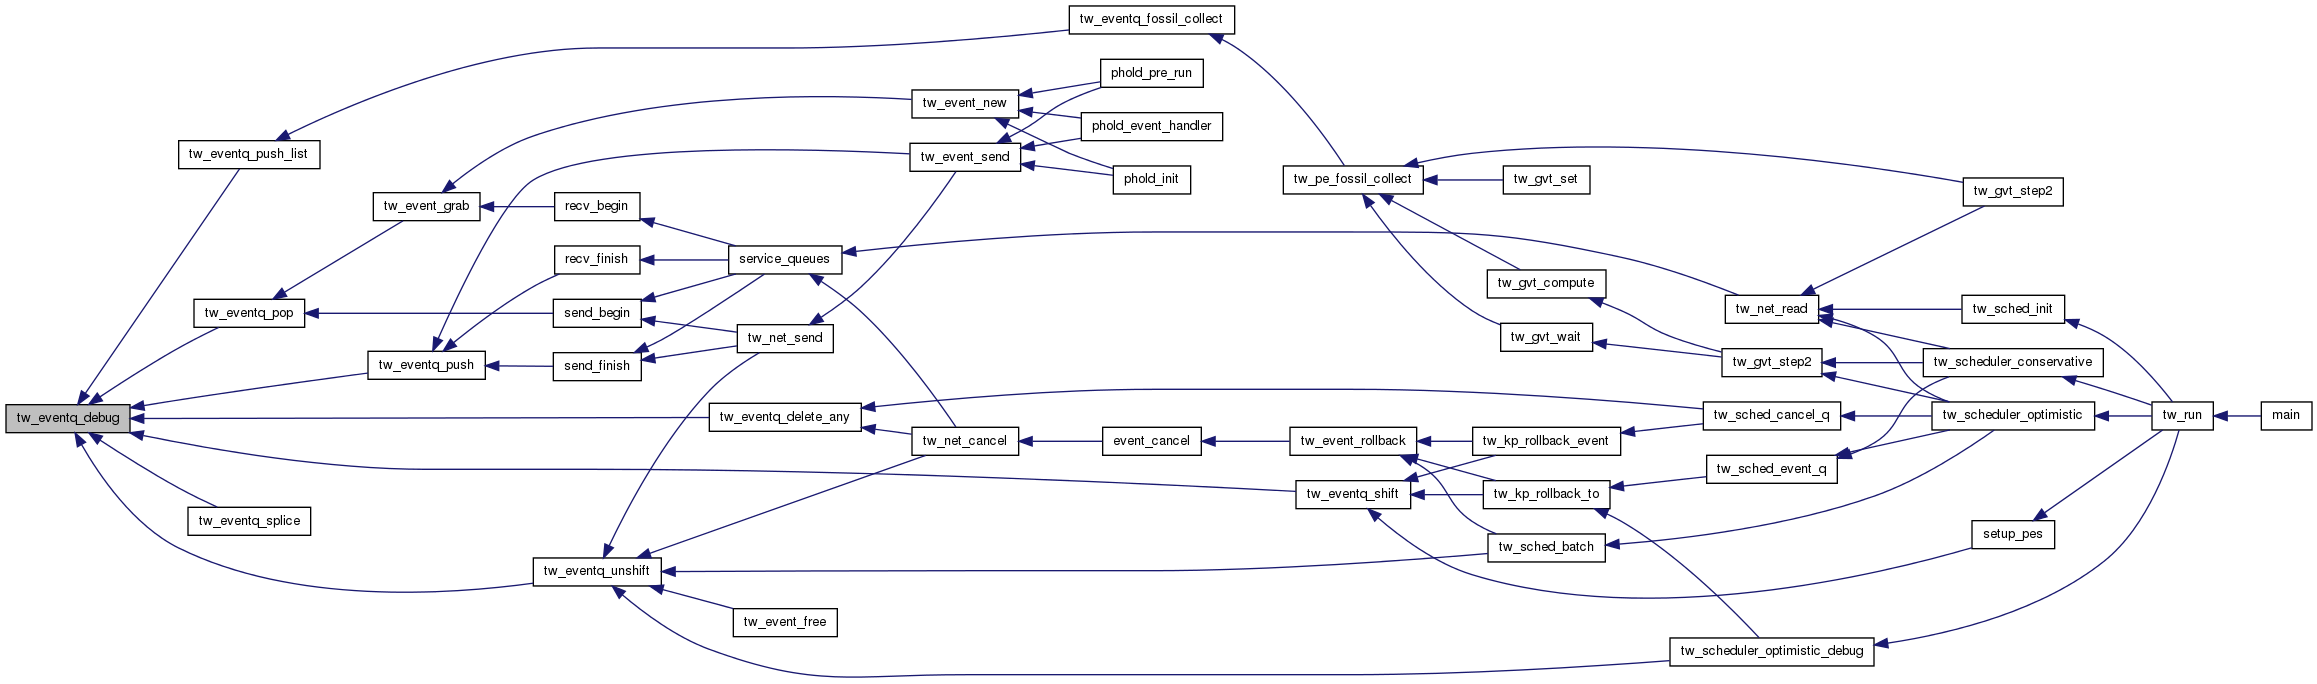 tw_eventq_fossil_collect
phold_pre_run
tw_event_new
phold_event_handler
tw_eventq_push_list
tw_event_send
phold_init
tw_pe_fossil_collect
tw_gvt_set
tw_gvt_step2
tw_event_grab
recv_begin
recv_finish
service_queues
tw_gvt_compute
tw_eventq_pop
send_begin
tw_net_read
tw_sched_init
tw_net_send
tw_gvt_wait
tw_eventq_push
send_finish
tw_gvt_step2
tw_scheduler_conservative
tw_eventq_debug
tw_eventq_delete_any
tw_sched_cancel_q
tw_scheduler_optimistic
tw_run
main
tw_net_cancel
event_cancel
tw_event_rollback
tw_kp_rollback_event
tw_sched_event_q
tw_eventq_shift
tw_kp_rollback_to
tw_eventq_splice
setup_pes
tw_sched_batch
tw_eventq_unshift
tw_event_free
tw_scheduler_optimistic_debug